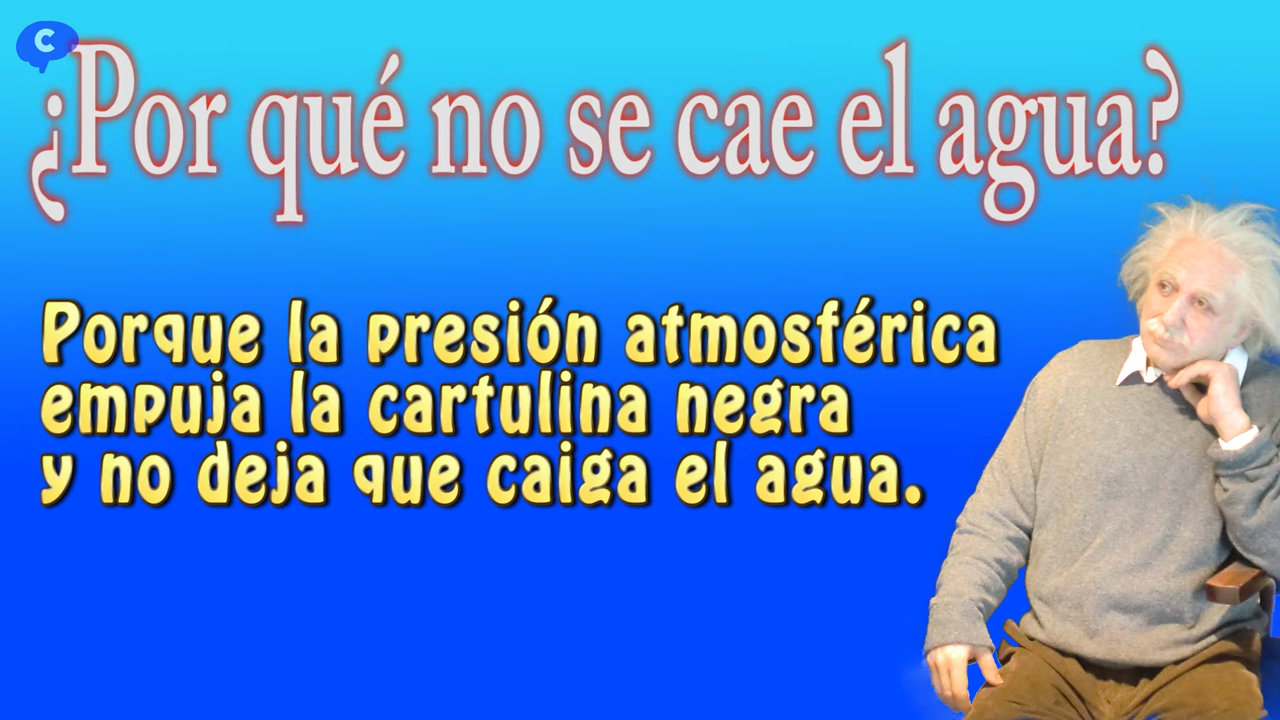 C
¿Por qué no se cae el agua?
Porque la presión atmosférica
empuja la cartulina negra
y no deja que caiga el agua.